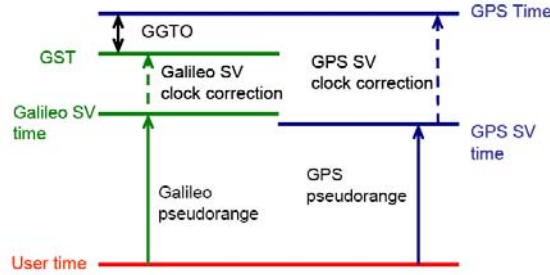 GPS Time
GGTO
GST
Galileo SV
clock correction
GPS SV
clock correction
Galileo SV
time
GPS SV
time
Galileo
pseudorange
GPS
pseudorange
User time